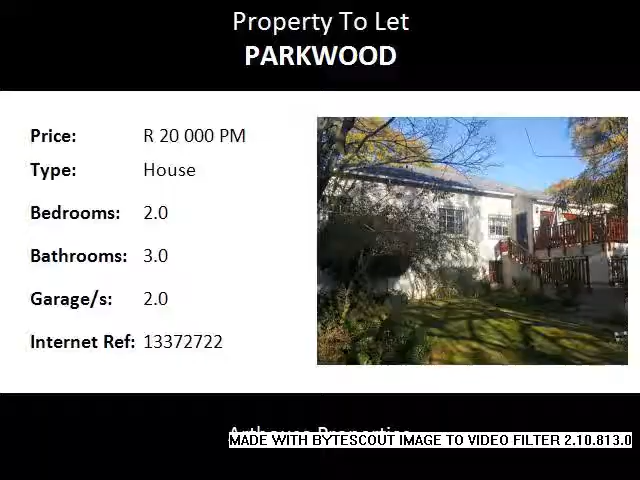 Property To Let
PARKWOOD
Price: R 20 000 PM
Type: House
Bedrooms: 2.0
Bathrooms: 3.0
Garage/s: 2.0
Internet Ref: 13372722
MADE WITH BYTESCOUT IMAGE TO VIDEO FILTER 2.10.813.0